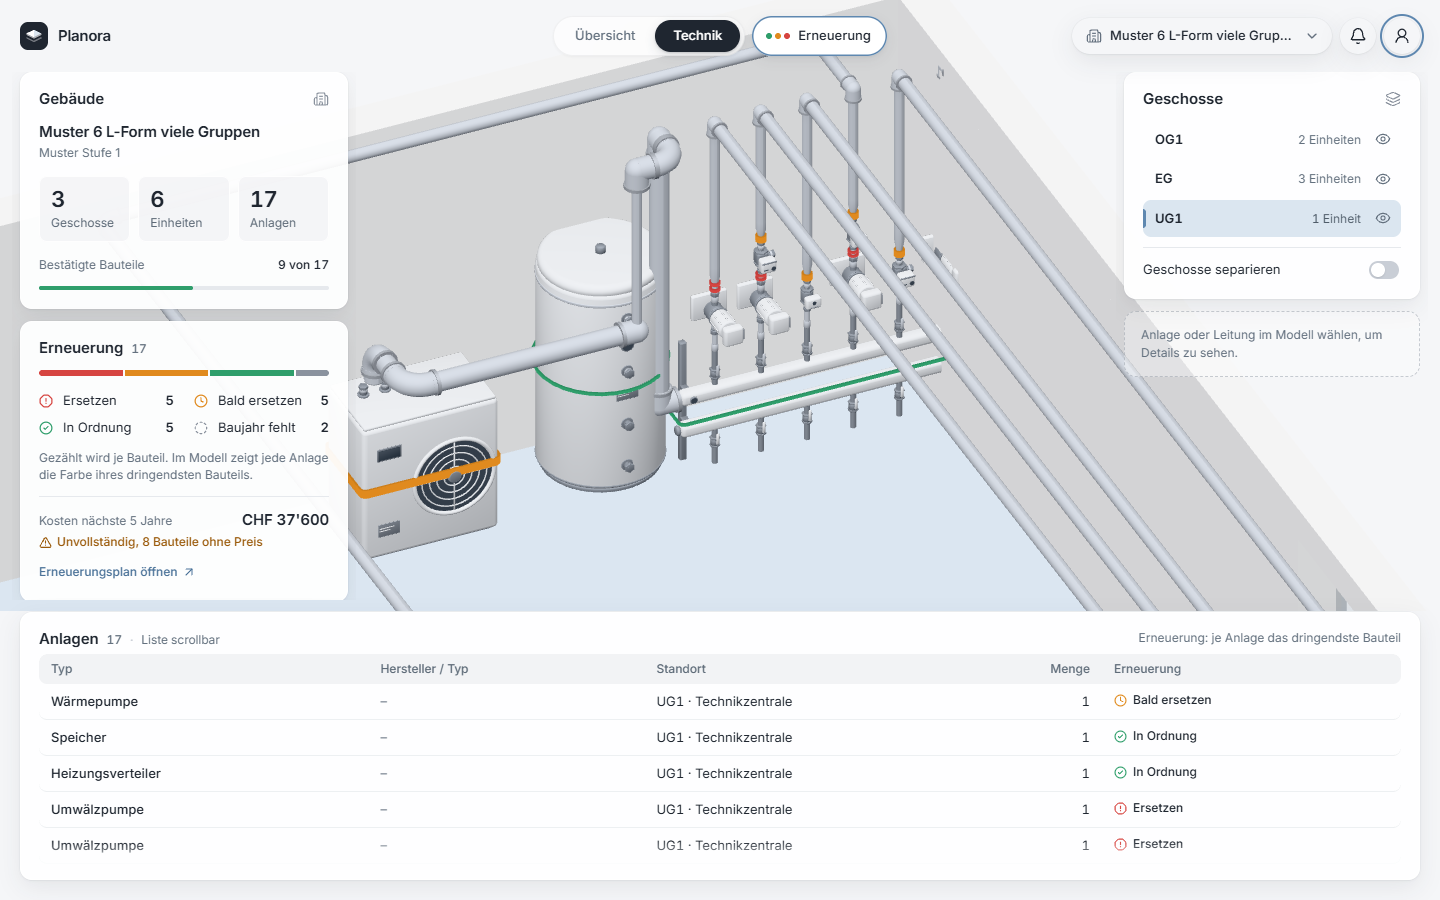 Planora
Übersicht
Technik
Erneuerung
Muster 6 L-Form viele Grup...
Gebäude
Muster 6 L-Form viele Gruppen
Muster Stufe 1
3 6 17
Geschosse Einheiten Anlagen
Bestätigte Bauteile 9 von 17
Erneuerung 17
Ersetzen 5 Bald ersetzen 5
In Ordnung 5 Baujahr fehlt 2
Gezählt wird je Bauteil. Im Modell zeigt jede Anlage
die Farbe ihres dringendsten Bauteils.
Kosten nächste 5 Jahre CHF 37'600
Unvollständig, 8 Bauteile ohne Preis
Erneuerungsplan öffnen
Geschosse
OG1 2 Einheiten
EG 3 Einheiten
UG1 1 Einheit
Geschosse separieren
Anlage oder Leitung im Modell wählen, um
Details zu sehen.
Anlagen 17 · Liste scrollbar Erneuerung: je Anlage das dringendste Bauteil
Typ Hersteller / Typ Standort Menge Erneuerung
Wärmepumpe – UG1 · Technikzentrale 1 Bald ersetzen
Speicher – UG1 · Technikzentrale 1 In Ordnung
Heizungsverteiler – UG1 · Technikzentrale 1 In Ordnung
Umwälzpumpe – UG1 · Technikzentrale 1 Ersetzen
Umwälzpumpe – UG1 · Technikzentrale 1 Ersetzen